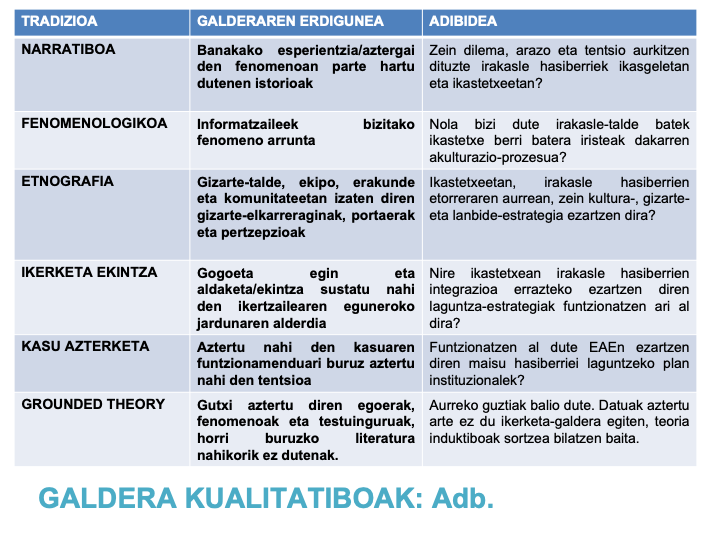 TRADIZIOA GALDERAREN ERDIGUNEA ADIBIDEA
NARRATIBOA
Banakako esperientzia/aztergai
den fenomenoan parte hartu
dutenen istorioak
Zein dilema, arazo eta tentsio aurkitzen
dituzte irakasle hasiberriek ikasgeletan
eta ikastetxeetan?
FENOMENOLOGIKOA
Informatzaileek bizitako
fenomeno arrunta
Nola bizi dute irakasle-talde batek
ikastetxe berri batera iristeak dakarren
akulturazio-prozesua?
ETNOGRAFIA
Gizarte-talde, ekipo, erakunde
eta komunitateetan izaten diren
gizarte-elkarreraginak, portaerak
eta pertzepzioak
Ikastetxeetan, irakasle hasiberrien
etorreraren aurrean, zein kultura-, gizarte-
eta lanbide-estrategia ezartzen dira?
IKERKETA EKINTZA
Gogoeta egin eta
aldaketa/ekintza sustatu nahi
den ikertzailearen eguneroko
jardunaren alderdia
Nire ikastetxean irakasle hasiberrien
integrazioa errazteko ezartzen diren
laguntza-estrategiak funtzionatzen ari al
dira?
KASU AZTERKETA
Aztertu nahi den kasuaren
funtzionamenduari buruz aztertu
nahi den tentsioa
Funtzionatzen al dute EAEn ezartzen
diren maisu hasiberriei laguntzeko plan
instituzionalek?
GROUNDED THEORY
Gutxi aztertu diren egoerak,
fenomenoak eta testuinguruak,
horri buruzko literatura
nahikorik ez dutenak.
Aurreko guztiak balio dute. Datuak aztertu
arte ez du ikerketa-galdera egiten, teoria
induktiboak sortzea bilatzen baita.
GALDERA KUALITATIBOAK: Adb.